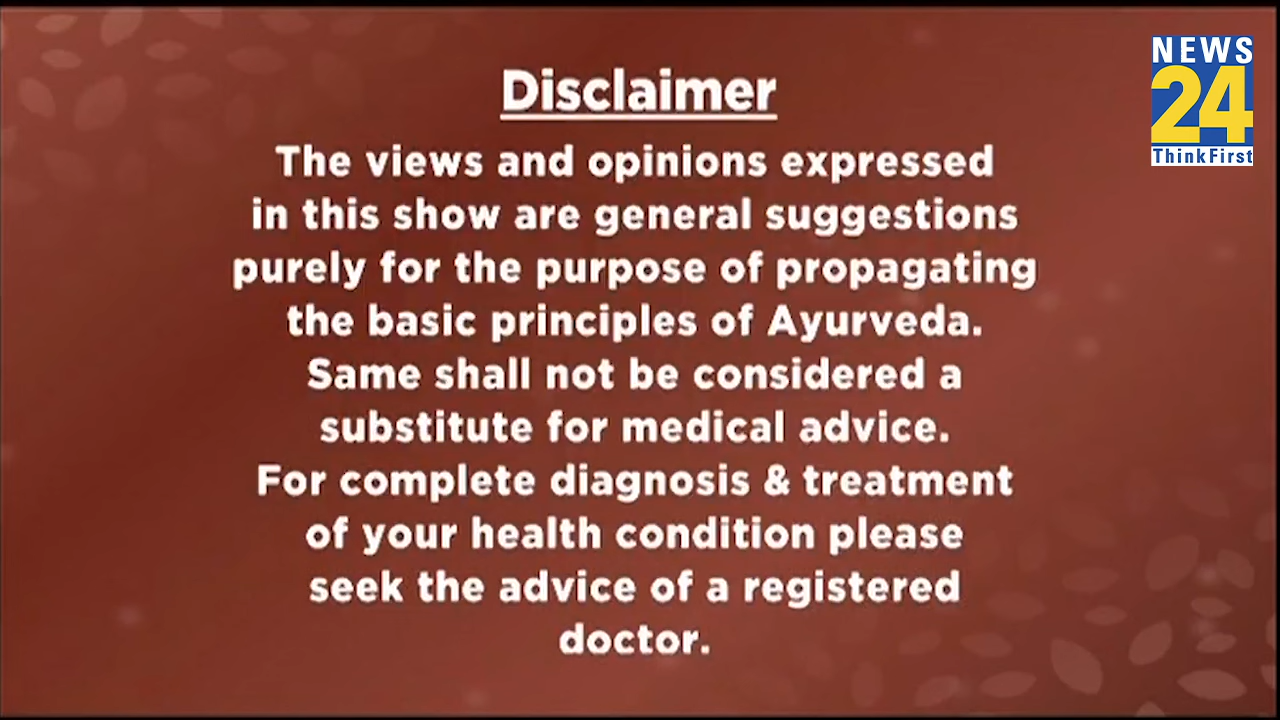 NEWS
24
ThinkFirst
Disclaimer
The views and opinions expressed
in this show are general suggestions
purely for the purpose of propagating
the basic principles of Ayurveda.
Same shall not be considered a
substitute for medical advice.
For complete diagnosis & treatment
of your health condition please
seek the advice of a registered
doctor.